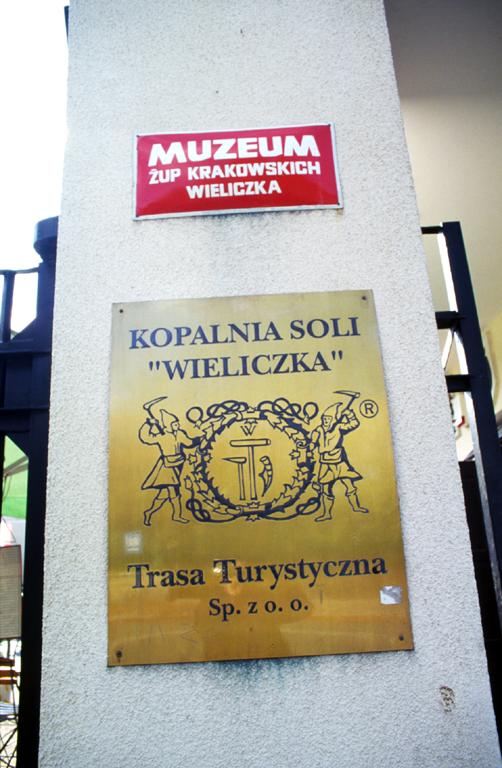 MUZEUM
ŻUP KRAKOWSKICH
WIELICZKA
KOPALNIA SOLI
"WIELICZKA"
W
®
Trasa Turystyczna
Sp. z o. o.